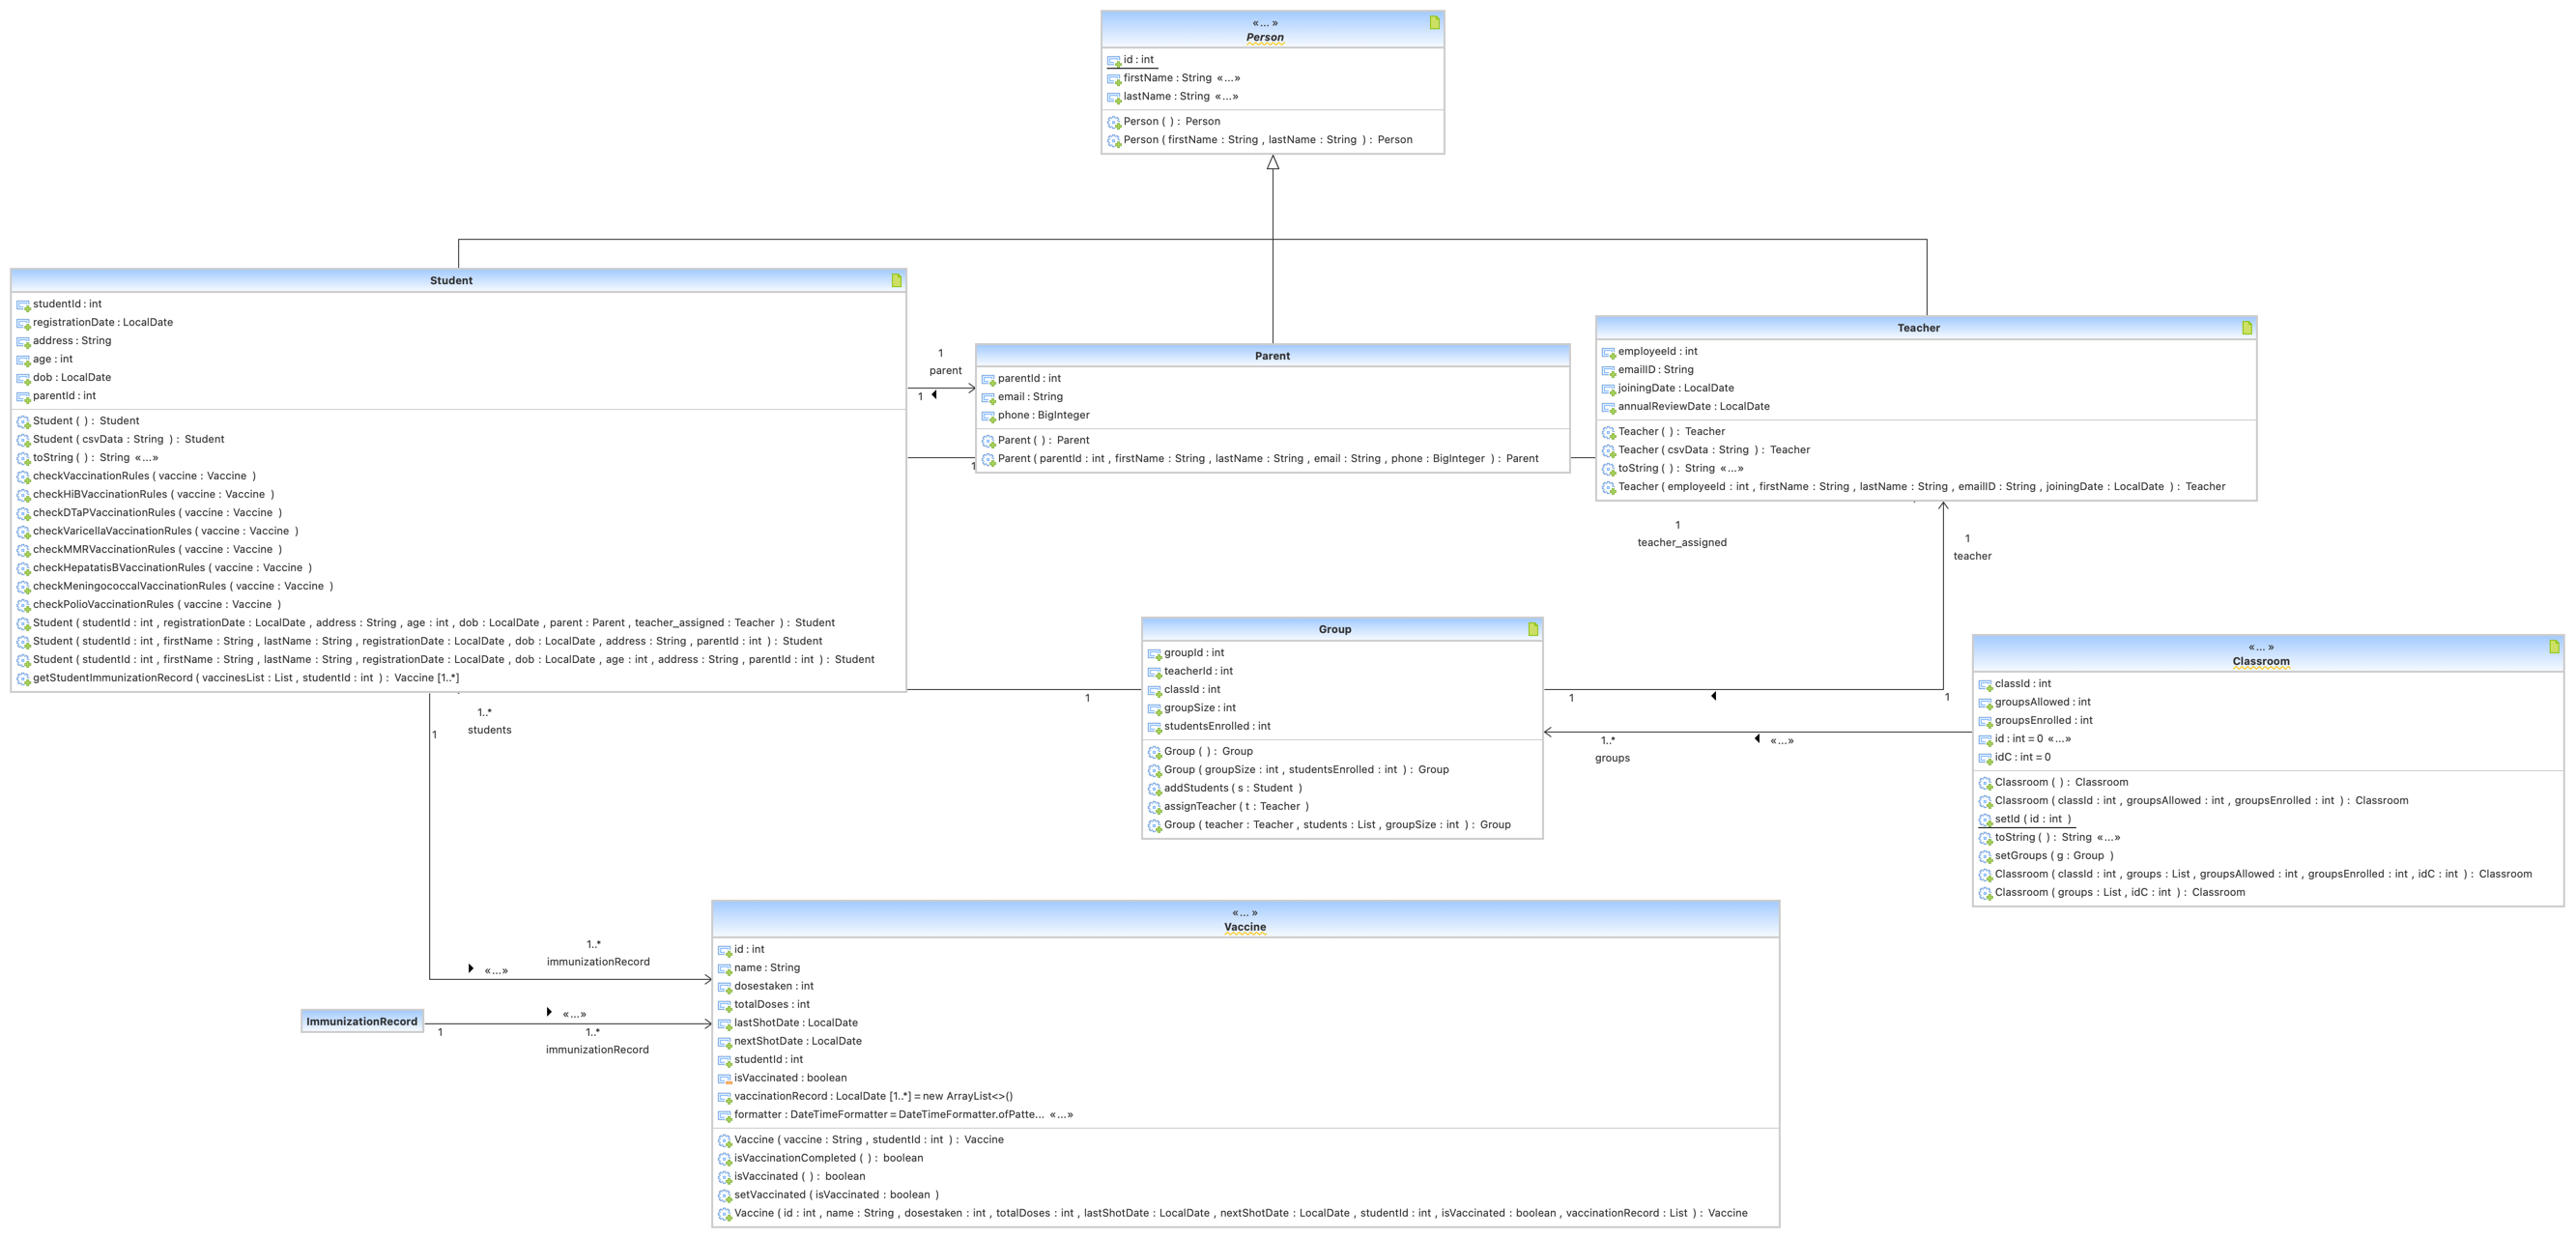 «...»
Person
id : int
firstName : String «...»
lastName : String «...»
Person ( ) : Person
Person ( firstName : String , lastName : String ) : Person
Student
studentId : int
registrationDate : LocalDate
address : String
age : int
dob : LocalDate
parentId : int
Student ( ) : Student
Student ( csvData : String ) : Student
toString ( ) : String «...»
checkVaccinationRules ( vaccine : Vaccine )
checkHiBVaccinationRules ( vaccine : Vaccine )
checkDTaPVaccinationRules ( vaccine : Vaccine )
checkVaricellaVaccinationRules ( vaccine : Vaccine )
checkMMRVaccinationRules ( vaccine : Vaccine )
checkHepatatisBVaccinationRules ( vaccine : Vaccine )
checkMeningococcalVaccinationRules ( vaccine : Vaccine )
checkPolioVaccinationRules ( vaccine : Vaccine )
Student ( studentId : int , registrationDate : LocalDate , address : String , age : int , dob : LocalDate , parent : Parent , teacher_assigned : Teacher ) : Student
Student ( studentId : int , firstName : String , lastName : String , registrationDate : LocalDate , dob : LocalDate , address : String , parentId : int ) : Student
Student ( studentId : int , firstName : String , lastName : String , registrationDate : LocalDate , dob : LocalDate , age : int , address : String , parentId : int ) : Student
getStudentImmunizationRecord ( vaccinesList : List , studentId : int ) : Vaccine [1..*]
1
parent
1
1
Parent
parentId : int
email : String
phone : BigInteger
Parent ( ) : Parent
Parent ( parentId : int , firstName : String , lastName : String , email : String , phone : BigInteger ) : Parent
Teacher
employeeId : int
emailID : String
joiningDate : LocalDate
annualReviewDate : LocalDate
Teacher ( ) : Teacher
Teacher ( csvData : String ) : Teacher
toString ( ) : String «...»
Teacher ( employeeId : int , firstName : String , lastName : String , emailID : String , joiningDate : LocalDate ) : Teacher
1
teacher_assigned
1
teacher
Group
groupId : int
teacherId : int
classId : int
groupSize : int
studentsEnrolled : int
Group ( ) : Group
Group ( groupSize : int , studentsEnrolled : int ) : Group
addStudents ( s : Student )
assignTeacher ( t : Teacher )
Group ( teacher : Teacher , students : List , groupSize : int ) : Group
1
1
1
1..*
groups
«...»
«...»
Classroom
classId : int
groupsAllowed : int
groupsEnrolled : int
id : int = 0 «...»
idC : int = 0
Classroom ( ) : Classroom
Classroom ( classId : int , groupsAllowed : int , groupsEnrolled : int ) : Classroom
setId ( id : int )
toString ( ) : String «...»
setGroups ( g : Group )
Classroom ( classId : int , groups : List , groupsAllowed : int , groupsEnrolled : int , idC : int ) : Classroom
Classroom ( groups : List , idC : int ) : Classroom
1..*
students
1
1..*
immunizationRecord
«...»
ImmunizationRecord
1
«...»
1..*
immunizationRecord
«...»
Vaccine
id : int
name : String
dosestaken : int
totalDoses : int
lastShotDate : LocalDate
nextShotDate : LocalDate
studentId : int
isVaccinated : boolean
vaccinationRecord : LocalDate [1..*] = new ArrayList<>()
formatter : DateTimeFormatter = DateTimeFormatter.ofPatte... «...»
Vaccine ( vaccine : String , studentId : int ) : Vaccine
isVaccinationCompleted ( ) : boolean
isVaccinated ( ) : boolean
setVaccinated ( isVaccinated : boolean )
Vaccine ( id : int , name : String , dosestaken : int , totalDoses : int , lastShotDate : LocalDate , nextShotDate : LocalDate , studentId : int , isVaccinated : boolean , vaccinationRecord : List ) : Vaccine